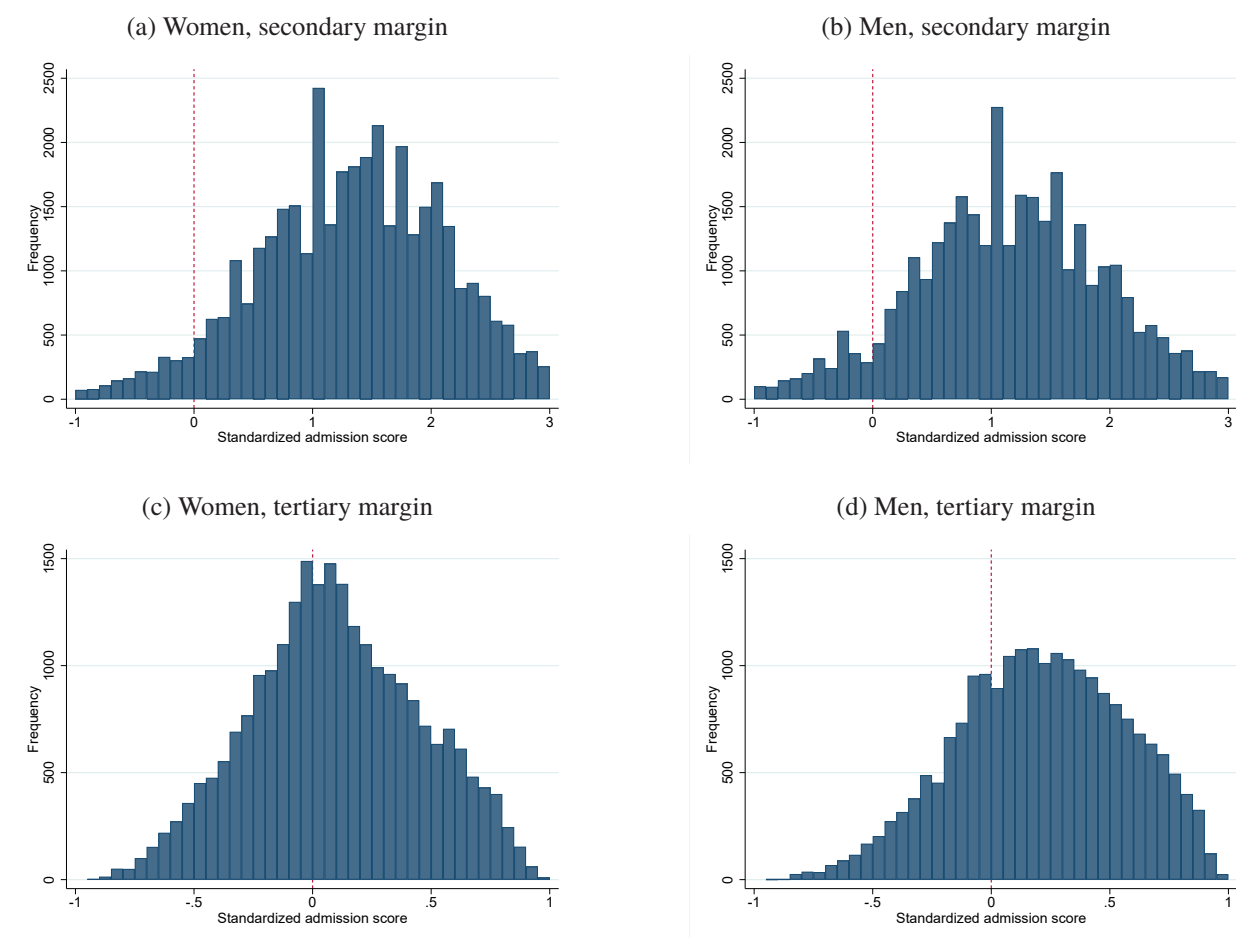 (a) Women, secondary margin
2500
2000
1500
1000
500
0
Frequency
-1 0 1 2 3
Standardized admission score
(b) Men, secondary margin
2500
2000
1500
1000
500
0
Frequency
-1 0 1 2 3
Standardized admission score
(c) Women, tertiary margin
1500
1000
500
0
Frequency
-1 -.5 0 .5 1
Standardized admission score
(d) Men, tertiary margin
1500
1000
500
0
Frequency
-1 -.5 0 .5 1
Standardized admission score